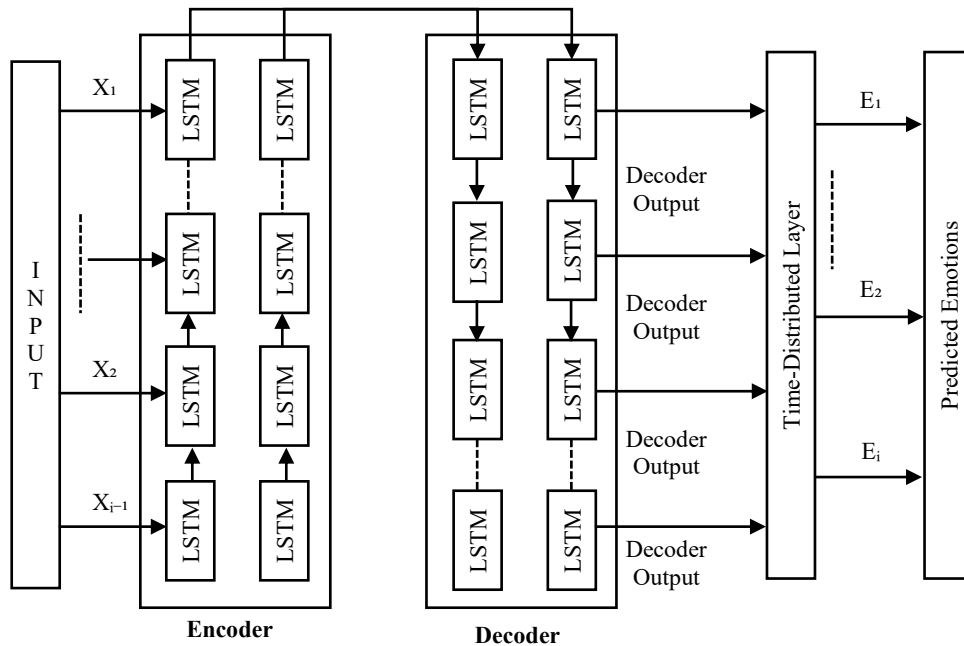 I
N
P
U
T
X₁
X₂
Xᵢ₋₁
LSTM
LSTM
LSTM
LSTM
LSTM
LSTM
LSTM
LSTM
Encoder
LSTM
LSTM
LSTM
LSTM
LSTM
LSTM
LSTM
LSTM
Decoder
Decoder
Output
Decoder
Output
Decoder
Output
Decoder
Output
Time-Distributed Layer
E₁
E₂
Eᵢ
Predicted Emotions